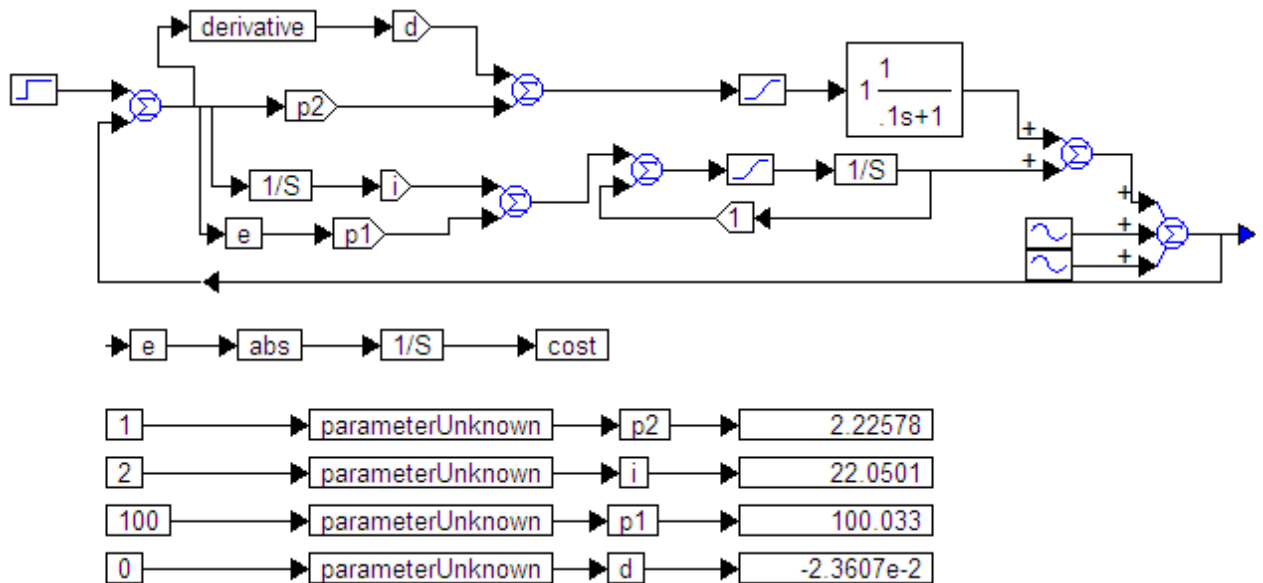 derivative d
1
p2 1
.1s+1
+
1/S i 1/S +
+
e p1 1
+
+
e abs 1/S cost
1 parameterUnknown p2 2.22578
2 parameterUnknown i 22.0501
100 parameterUnknown p1 100.033
0 parameterUnknown d -2.3607e-2